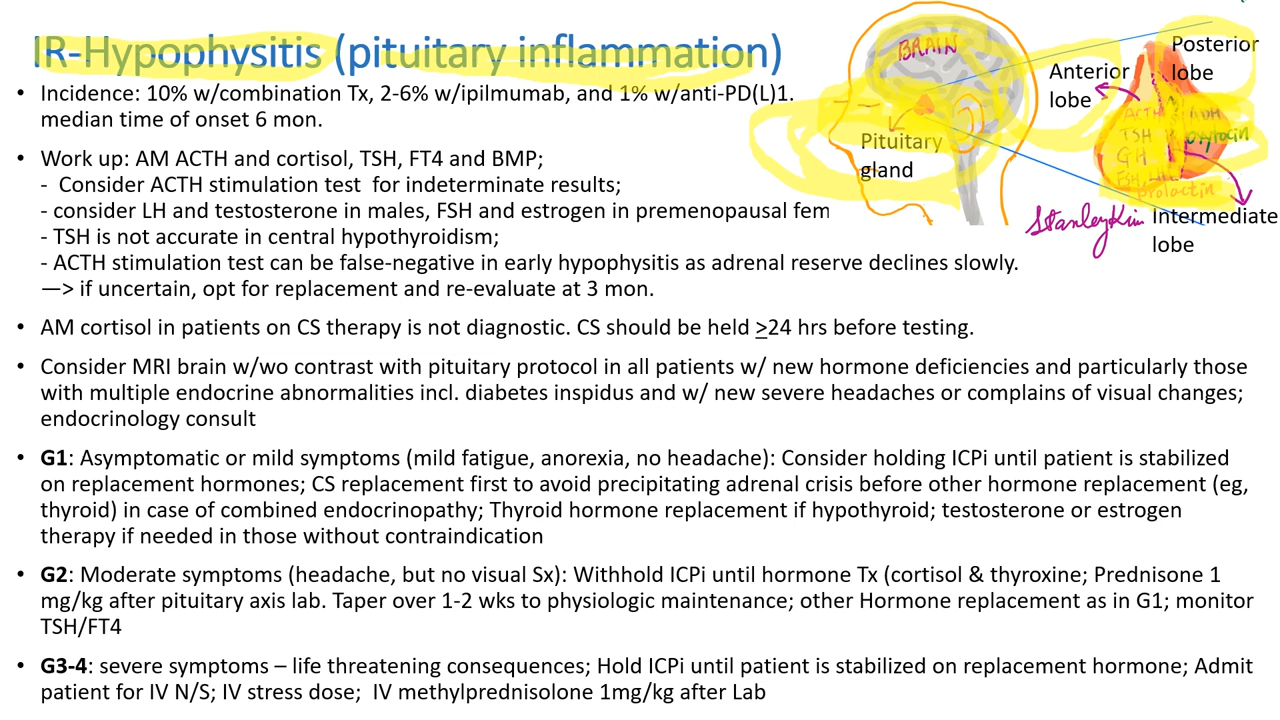 IR-Hypophysitis (pituitary inflammation)
• Incidence: 10% w/combination Tx, 2-6% w/ipilmumab, and 1% w/anti-PD(L)1.
median time of onset 6 mon.
• Work up: AM ACTH and cortisol, TSH, FT4 and BMP;
- Consider ACTH stimulation test for indeterminate results;
- consider LH and testosterone in males, FSH and estrogen in premenopausal fem
- TSH is not accurate in central hypothyroidism;
- ACTH stimulation test can be false-negative in early hypophysitis as adrenal reserve declines slowly.
—> if uncertain, opt for replacement and re-evaluate at 3 mon.
• AM cortisol in patients on CS therapy is not diagnostic. CS should be held >24 hrs before testing.
• Consider MRI brain w/wo contrast with pituitary protocol in all patients w/ new hormone deficiencies and particularly those
with multiple endocrine abnormalities incl. diabetes inspidus and w/ new severe headaches or complains of visual changes;
endocrinology consult
• G1: Asymptomatic or mild symptoms (mild fatigue, anorexia, no headache): Consider holding ICPi until patient is stabilized
on replacement hormones; CS replacement first to avoid precipitating adrenal crisis before other hormone replacement (eg,
thyroid) in case of combined endocrinopathy; Thyroid hormone replacement if hypothyroid; testosterone or estrogen
therapy if needed in those without contraindication
• G2: Moderate symptoms (headache, but no visual Sx): Withhold ICPi until hormone Tx (cortisol & thyroxine; Prednisone 1
mg/kg after pituitary axis lab. Taper over 1-2 wks to physiologic maintenance; other Hormone replacement as in G1; monitor
TSH/FT4
• G3-4: severe symptoms – life threatening consequences; Hold ICPi until patient is stabilized on replacement hormone; Admit
patient for IV N/S; IV stress dose; IV methylprednisolone 1mg/kg after Lab
BRAIN
Pituitary
gland
Anterior
lobe
Posterior
lobe
ACTH
ADH
TSH
oxytocin
GH
FSH, LH
prolactin
Intermediate
lobe
StanleyKim